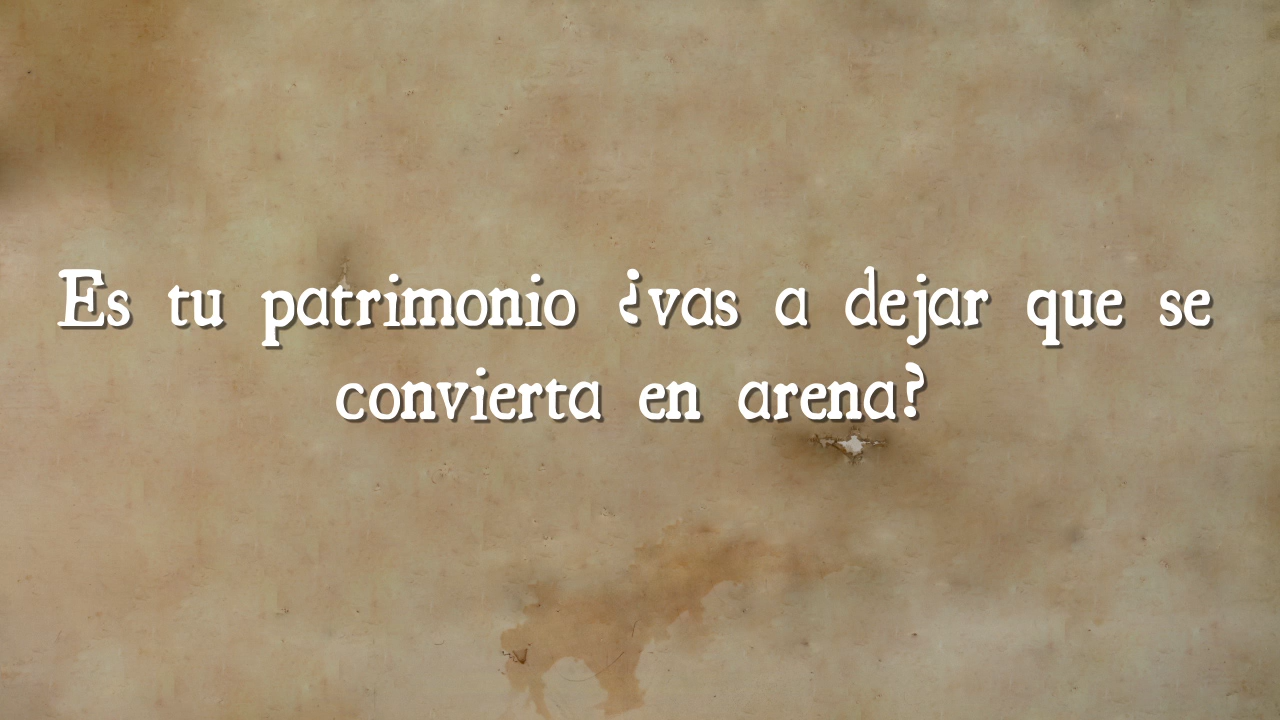 Es tu patrimonio ¿vas a dejar que se
convierta en arena?